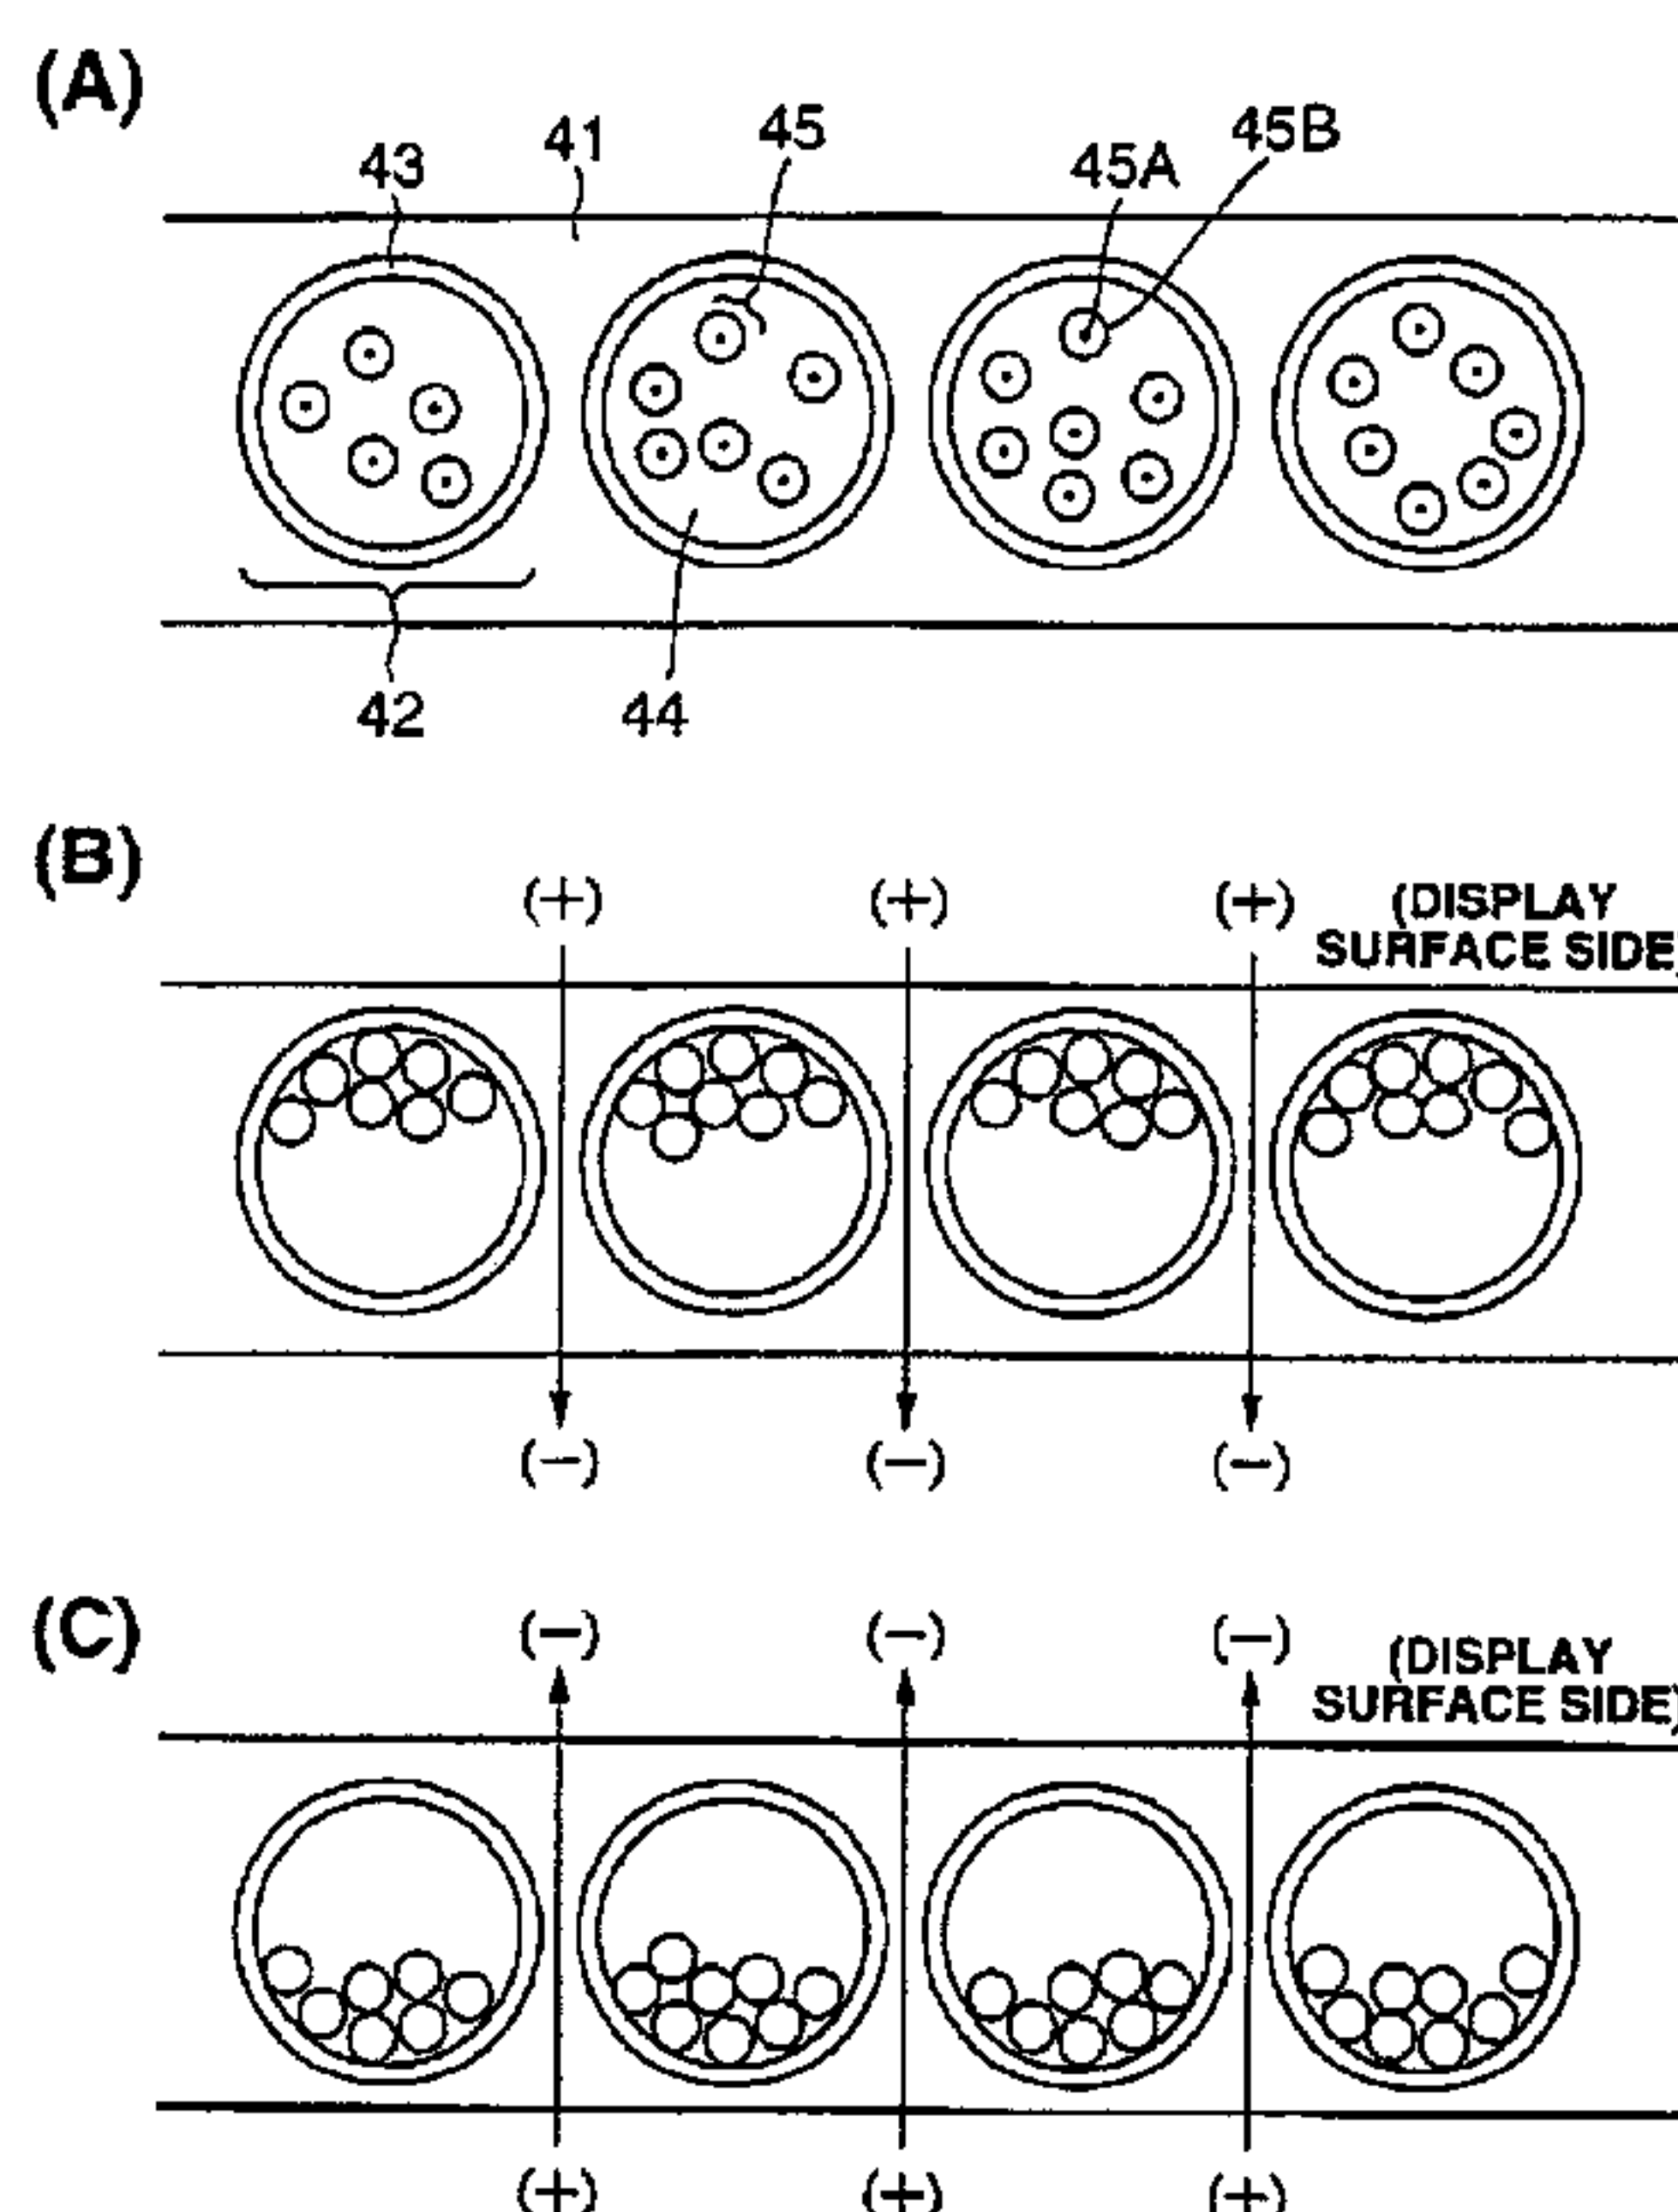 (A)
43 41 45 45A 45B
42 44
(B)
(+) (+) (+) (DISPLAY
SURFACE SIDE)
(−) (−) (−)
(C)
(−) (−) (−) (DISPLAY
SURFACE SIDE)
(+) (+) (+)